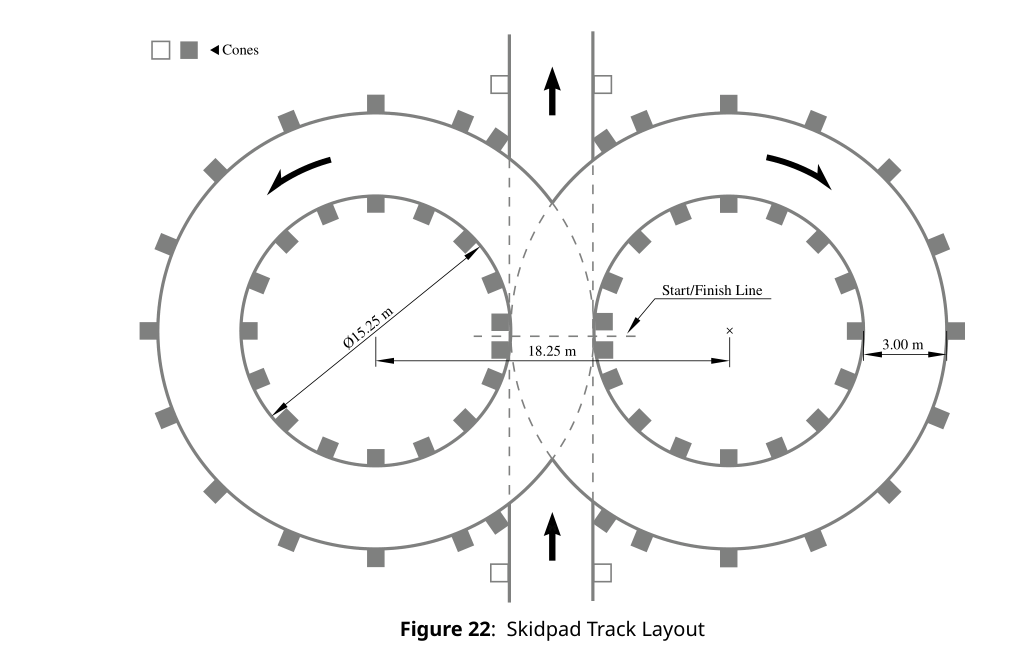 Cones
Start/Finish Line
Ø15.25 m
×
18.25 m
3.00 m
Figure 22: Skidpad Track Layout